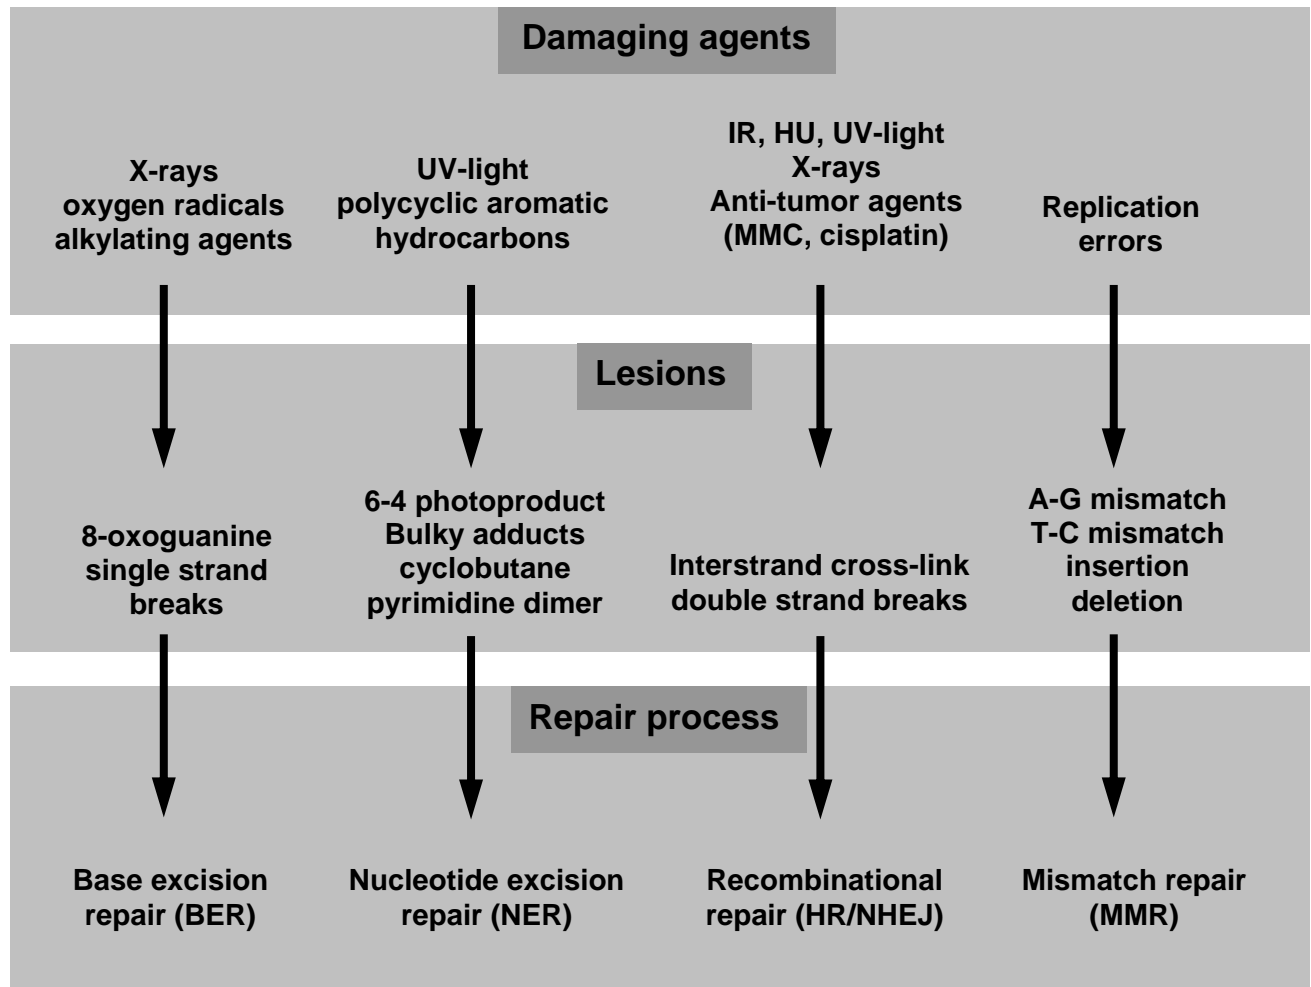 Damaging agents
X-rays
oxygen radicals
alkylating agents
UV-light
polycyclic aromatic
hydrocarbons
IR, HU, UV-light
X-rays
Anti-tumor agents
(MMC, cisplatin)
Replication
errors
Lesions
8-oxoguanine
single strand
breaks
6-4 photoproduct
Bulky adducts
cyclobutane
pyrimidine dimer
Interstrand cross-link
double strand breaks
A-G mismatch
T-C mismatch
insertion
deletion
Repair process
Base excision
repair (BER)
Nucleotide excision
repair (NER)
Recombinational
repair (HR/NHEJ)
Mismatch repair
(MMR)